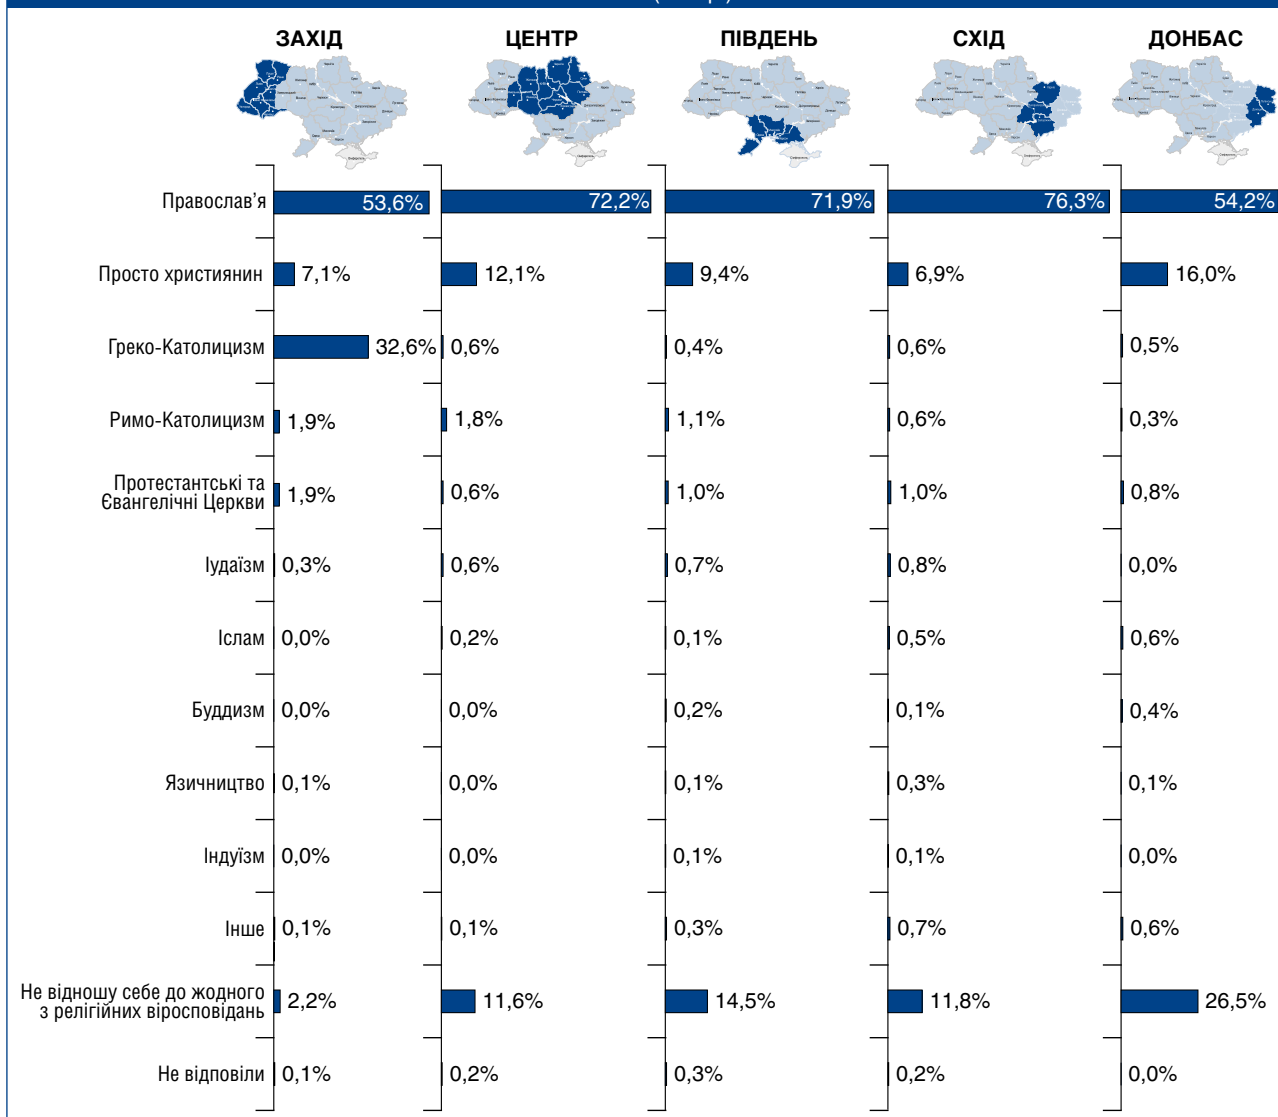 ЗАХІД ЦЕНТР ПІВДЕНЬ СХІД ДОНБАС
Православ’я 53,6% 72,2% 71,9% 76,3% 54,2%
Просто християнин 7,1% 12,1% 9,4% 6,9% 16,0%
Греко-Католицизм 32,6% 0,6% 0,4% 0,6% 0,5%
Римо-Католицизм 1,9% 1,8% 1,1% 0,6% 0,3%
Протестантські та
Євангелічні Церкви 1,9% 0,6% 1,0% 1,0% 0,8%
Іудаїзм 0,3% 0,6% 0,7% 0,8% 0,0%
Іслам 0,0% 0,2% 0,1% 0,5% 0,6%
Буддизм 0,0% 0,0% 0,2% 0,1% 0,4%
Язичництво 0,1% 0,0% 0,1% 0,3% 0,1%
Індуїзм 0,0% 0,0% 0,1% 0,1% 0,0%
Інше 0,1% 0,1% 0,3% 0,7% 0,6%
Не відношу себе до жодного
з релігійних віросповідань 2,2% 11,6% 14,5% 11,8% 26,5%
Не відповіли 0,1% 0,2% 0,3% 0,2% 0,0%